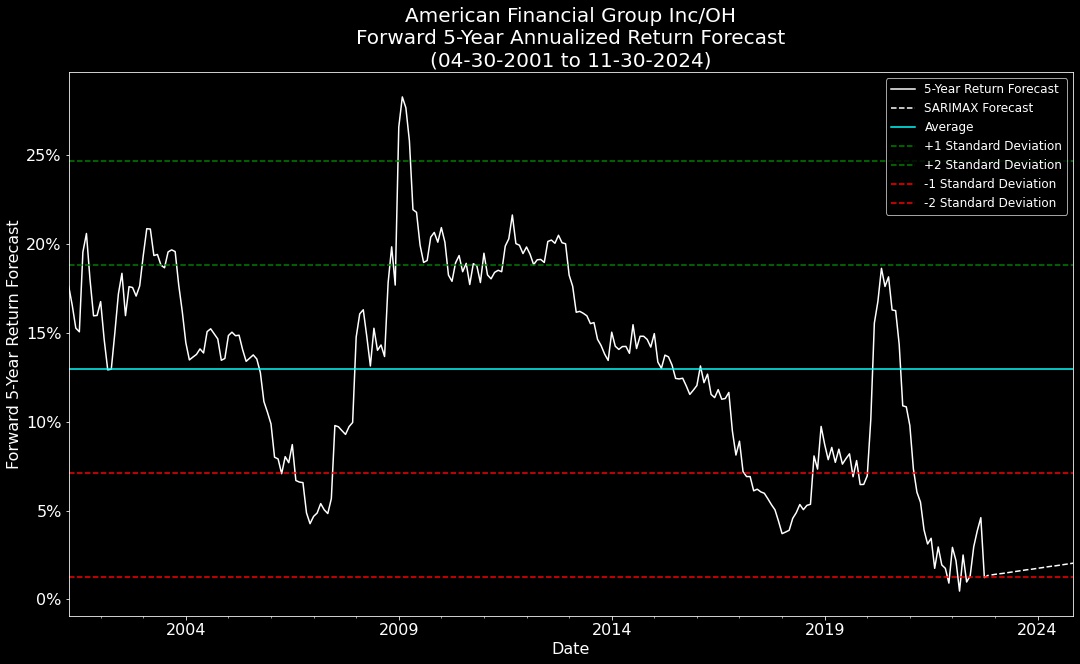 American Financial Group Inc/OH
Forward 5-Year Annualized Return Forecast
(04-30-2001 to 11-30-2024)
5-Year Return Forecast
SARIMAX Forecast
Average
+1 Standard Deviation
+2 Standard Deviation
-1 Standard Deviation
-2 Standard Deviation
Forward 5-Year Return Forecast
25%
20%
15%
10%
5%
0%
2004
2009
2014
2019
2024
Date